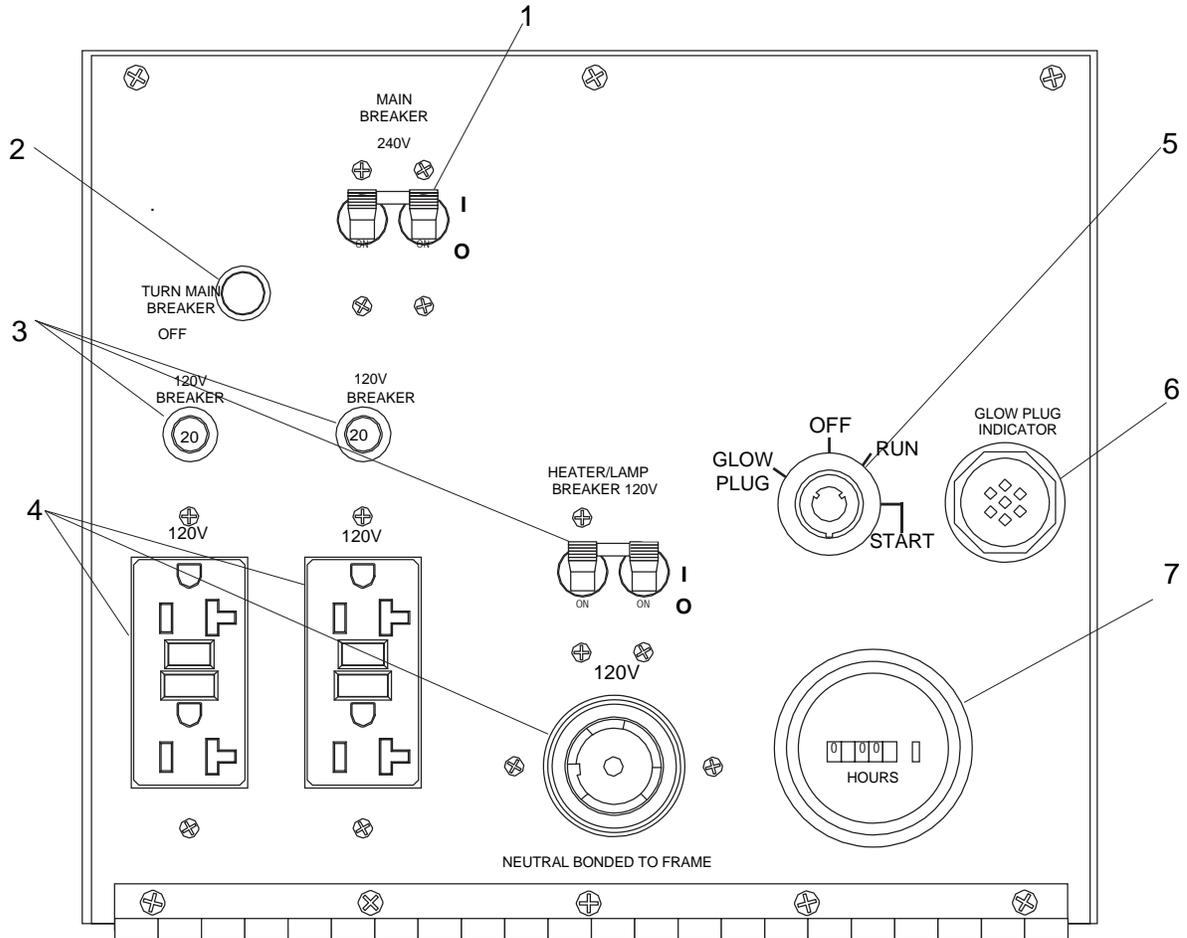 1
MAIN
BREAKER
240V
2
5
I
ON
ON
O
TURN MAIN
BREAKER
OFF
3
120V
BREAKER
120V
BREAKER
20
20
6
GLOW PLUG
INDICATOR
OFF
RUN
GLOW
PLUG
START
HEATER/LAMP
BREAKER 120V
4
120V
120V
I
ON
ON
O
7
120V
0 0 0
HOURS
NEUTRAL BONDED TO FRAME